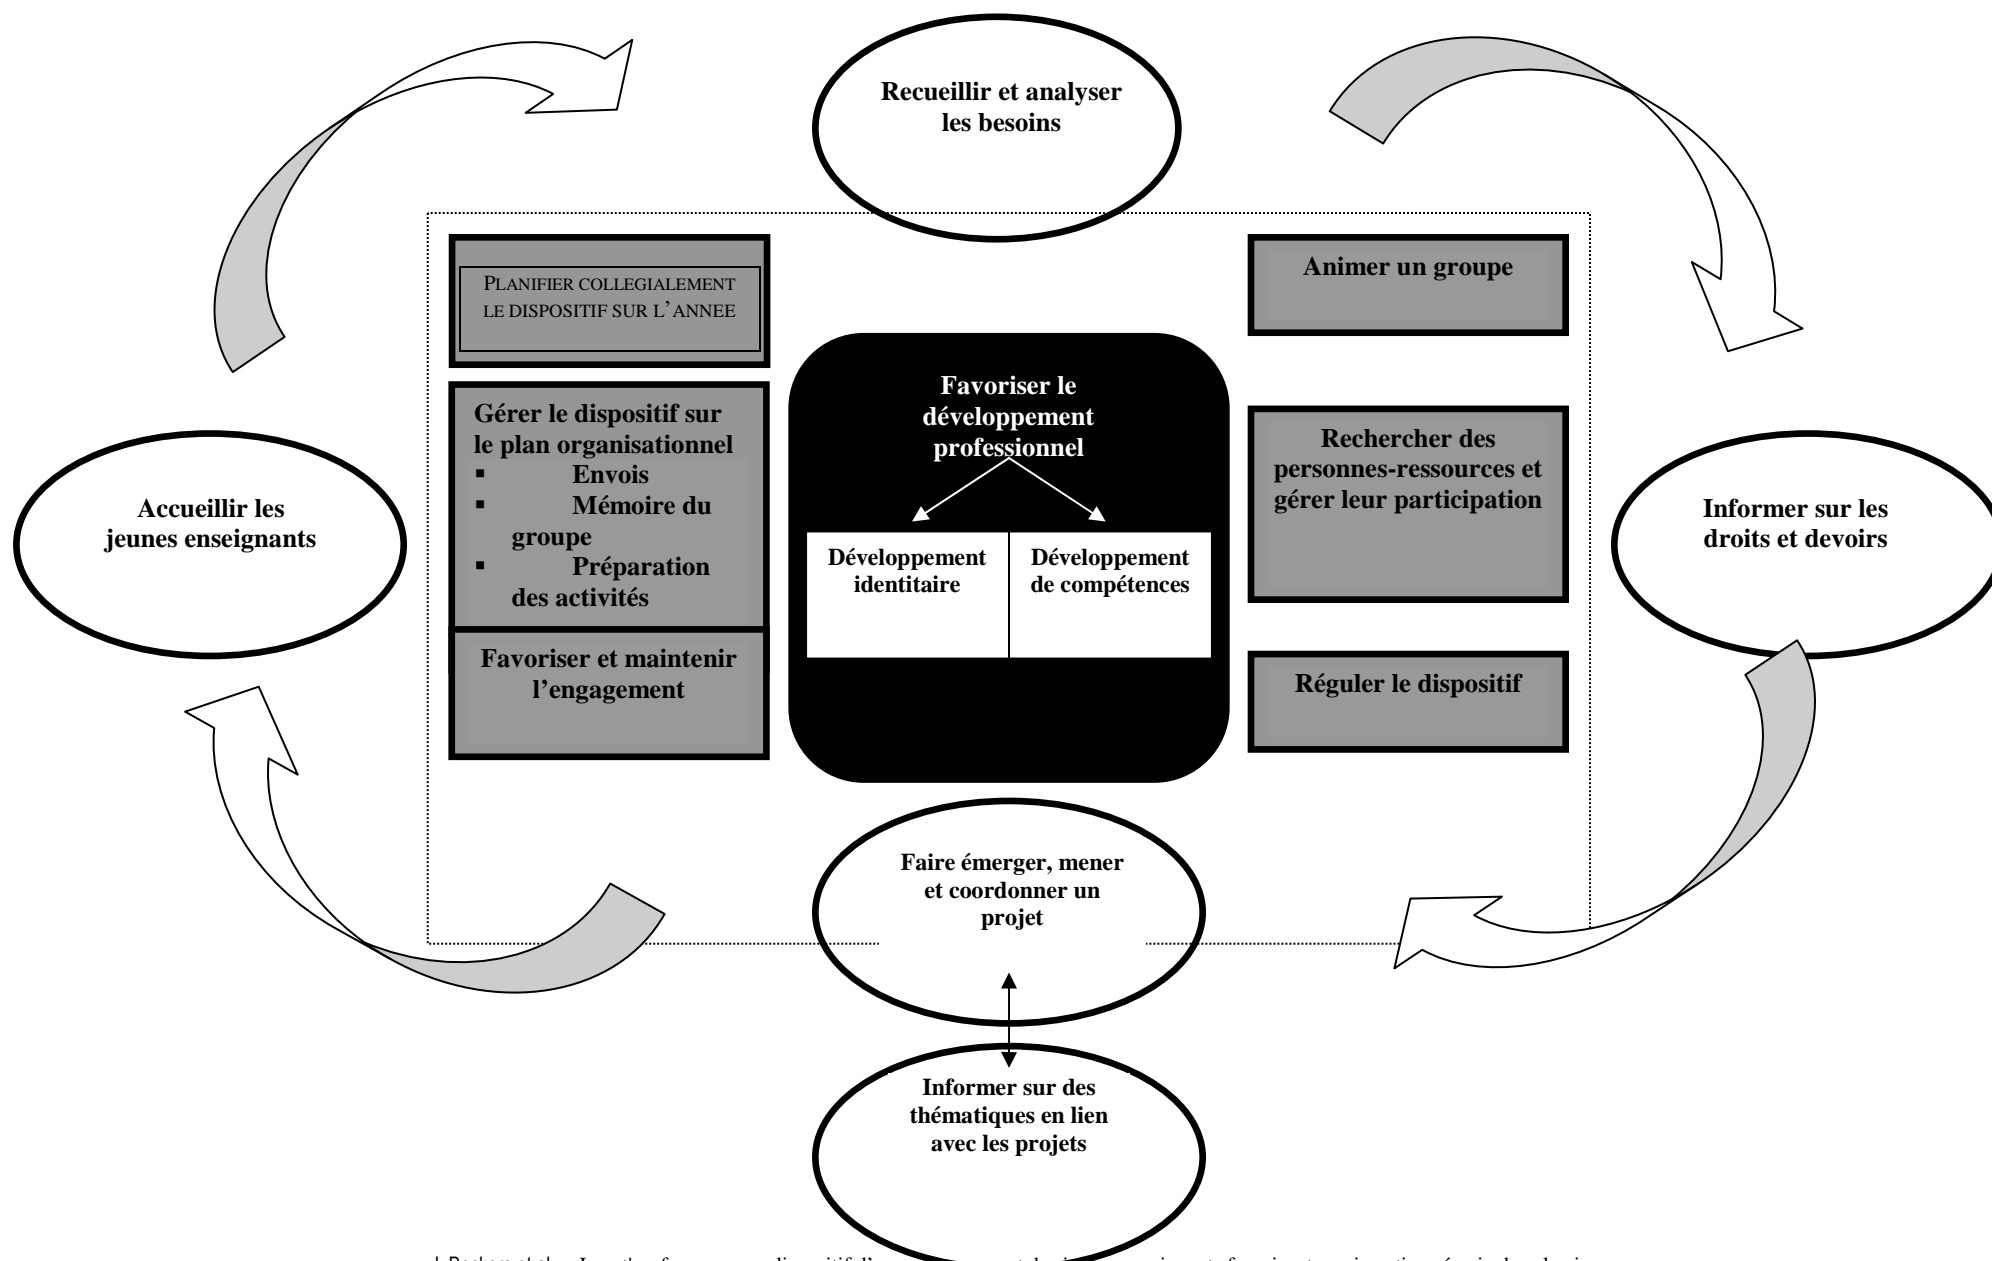 Recueillir et analyser
les besoins
PLANIFIER COLLEGIALEMENT
LE DISPOSITIF SUR L’ANNEE
Animer un groupe
Favoriser le
développement
professionnel
Gérer le dispositif sur
le plan organisationnel
▪ Envois
▪ Mémoire du
groupe
▪ Préparation
des activités
Rechercher des
personnes-ressources et
gérer leur participation
Accueillir les
jeunes enseignants
Informer sur les
droits et devoirs
Développement
identitaire
Développement
de compétences
Favoriser et maintenir
l’engagement
Réguler le dispositif
Faire émerger, mener
et coordonner un
projet
Informer sur des
thématiques en lien
avec les projets